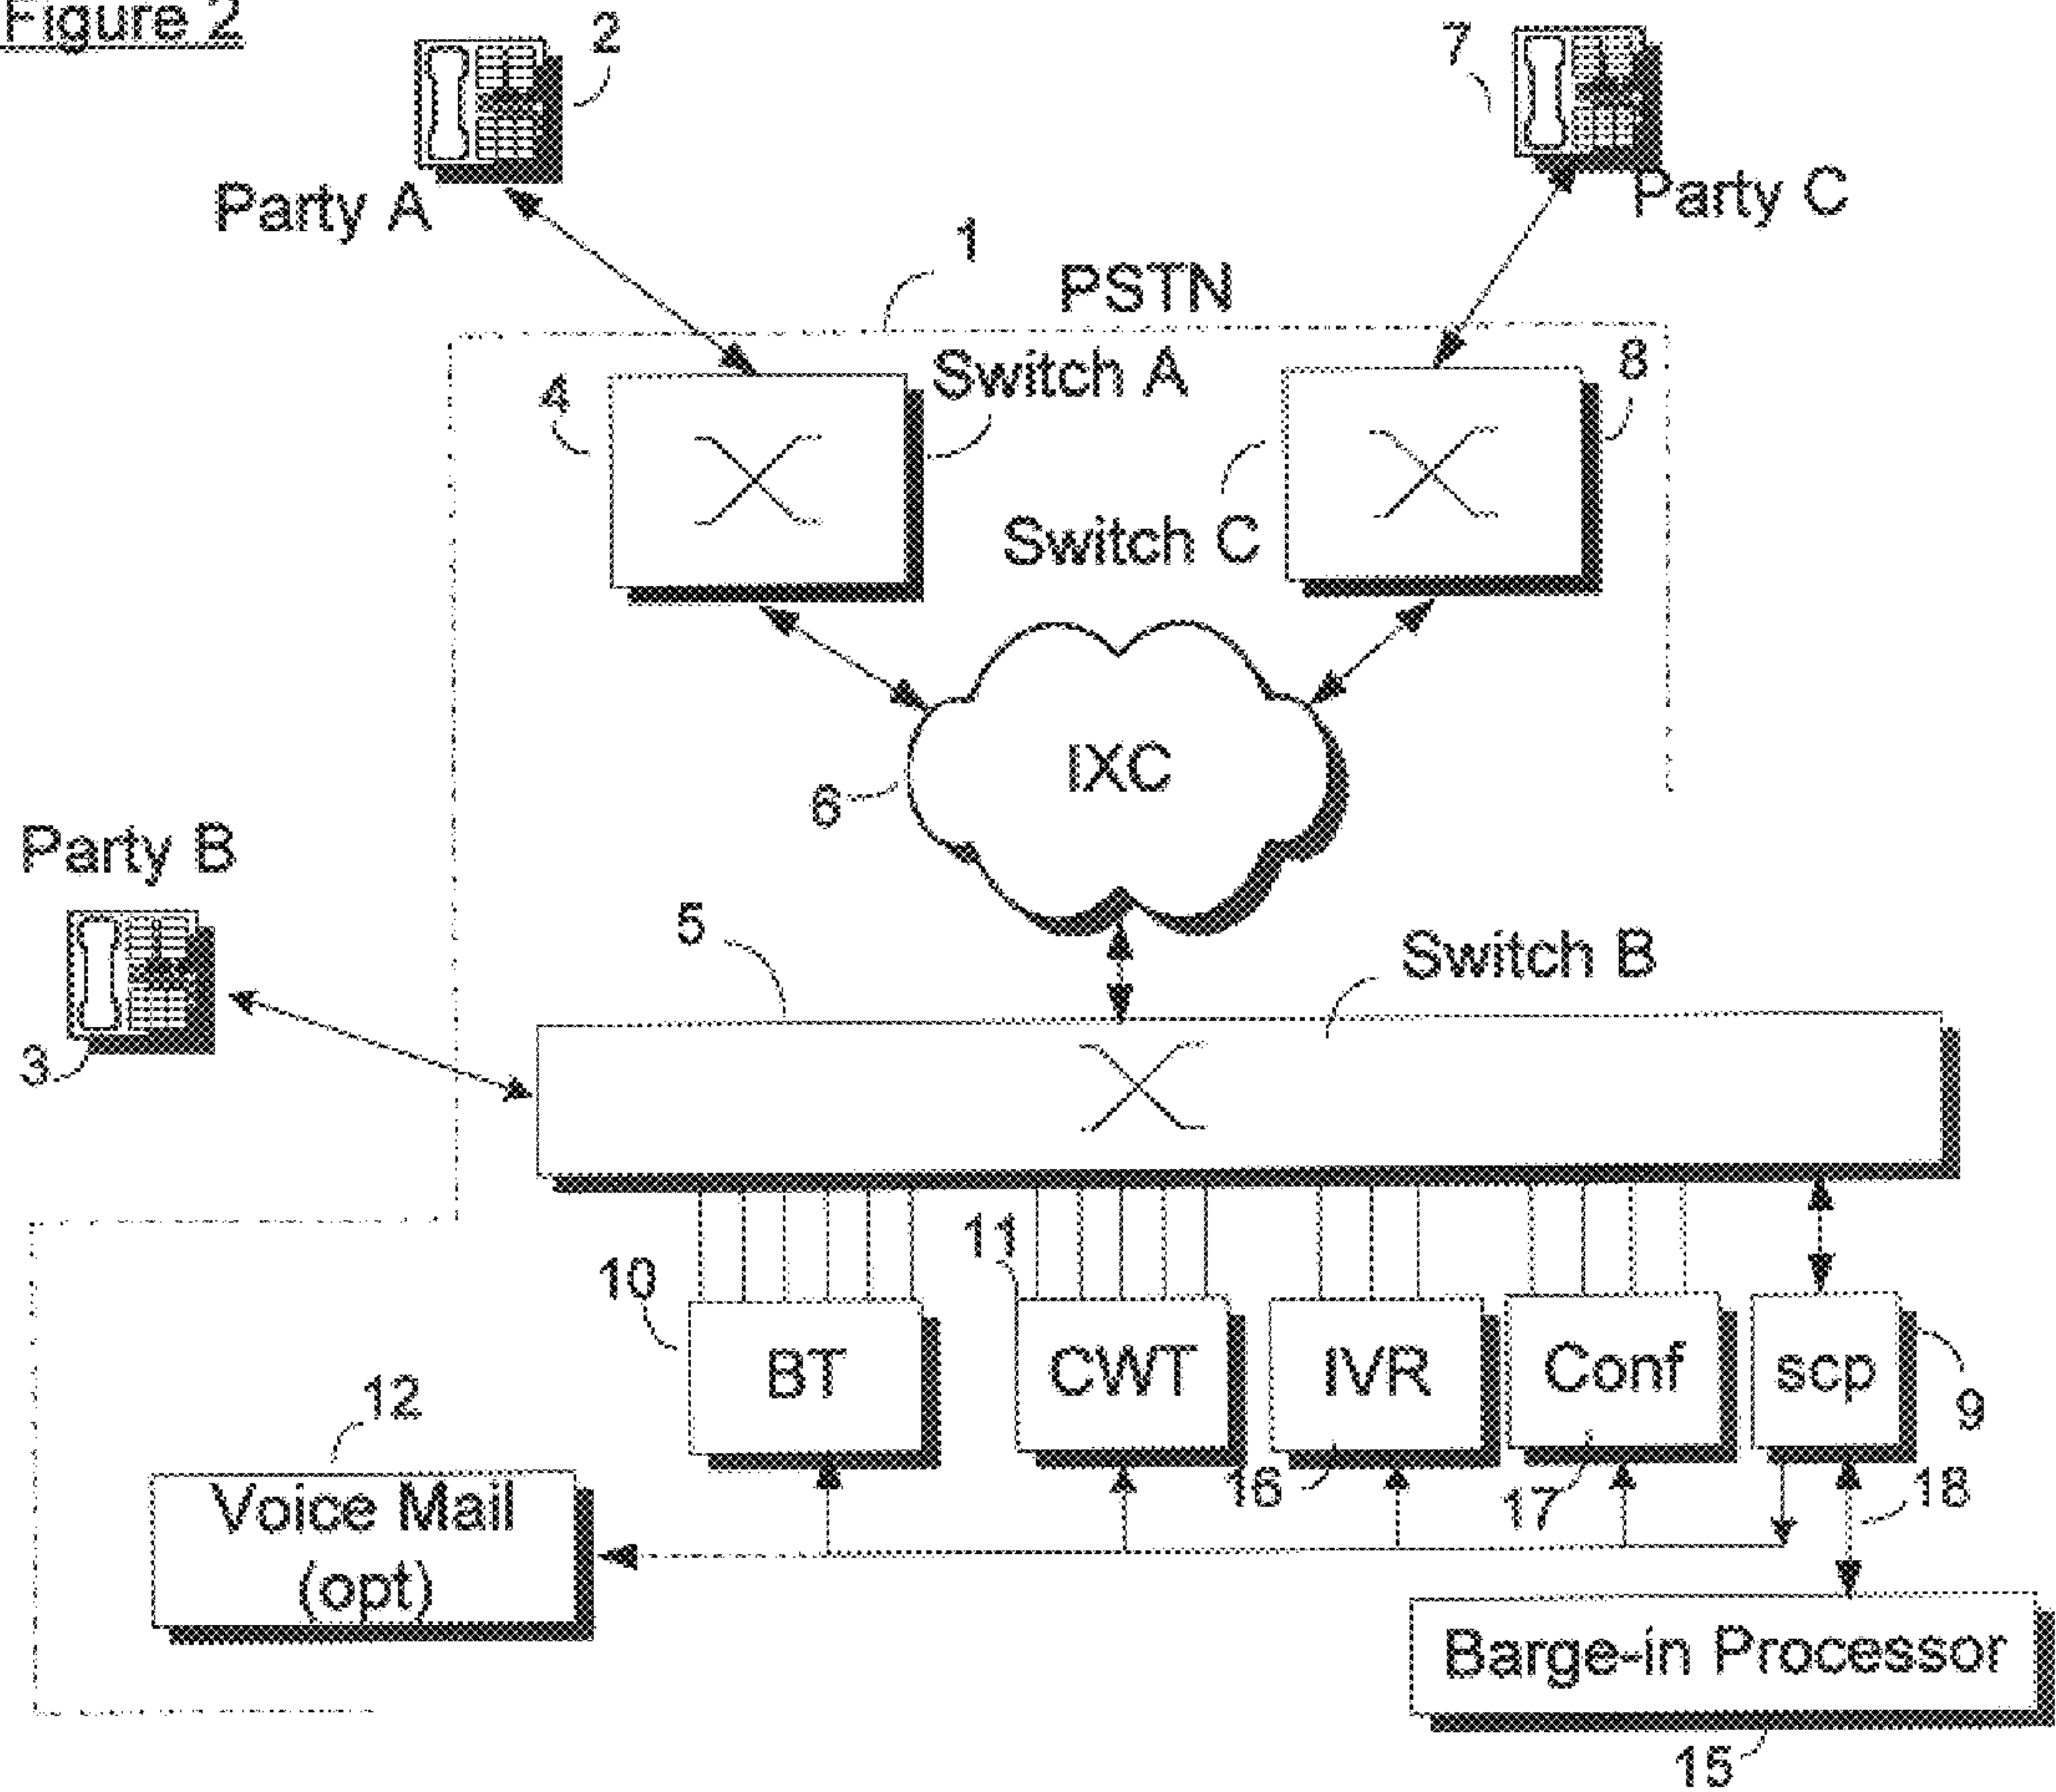 Figure 2
2
7
Party A
Party C
1
PSTN
Switch A
8
4
Switch C
IXC
6
Party B
5
Switch B
3
11
10
BT
CWT
IVR
Conf
scp
9
12
16
17
18
Voice Mail
(opt)
Barge-in Processor
15